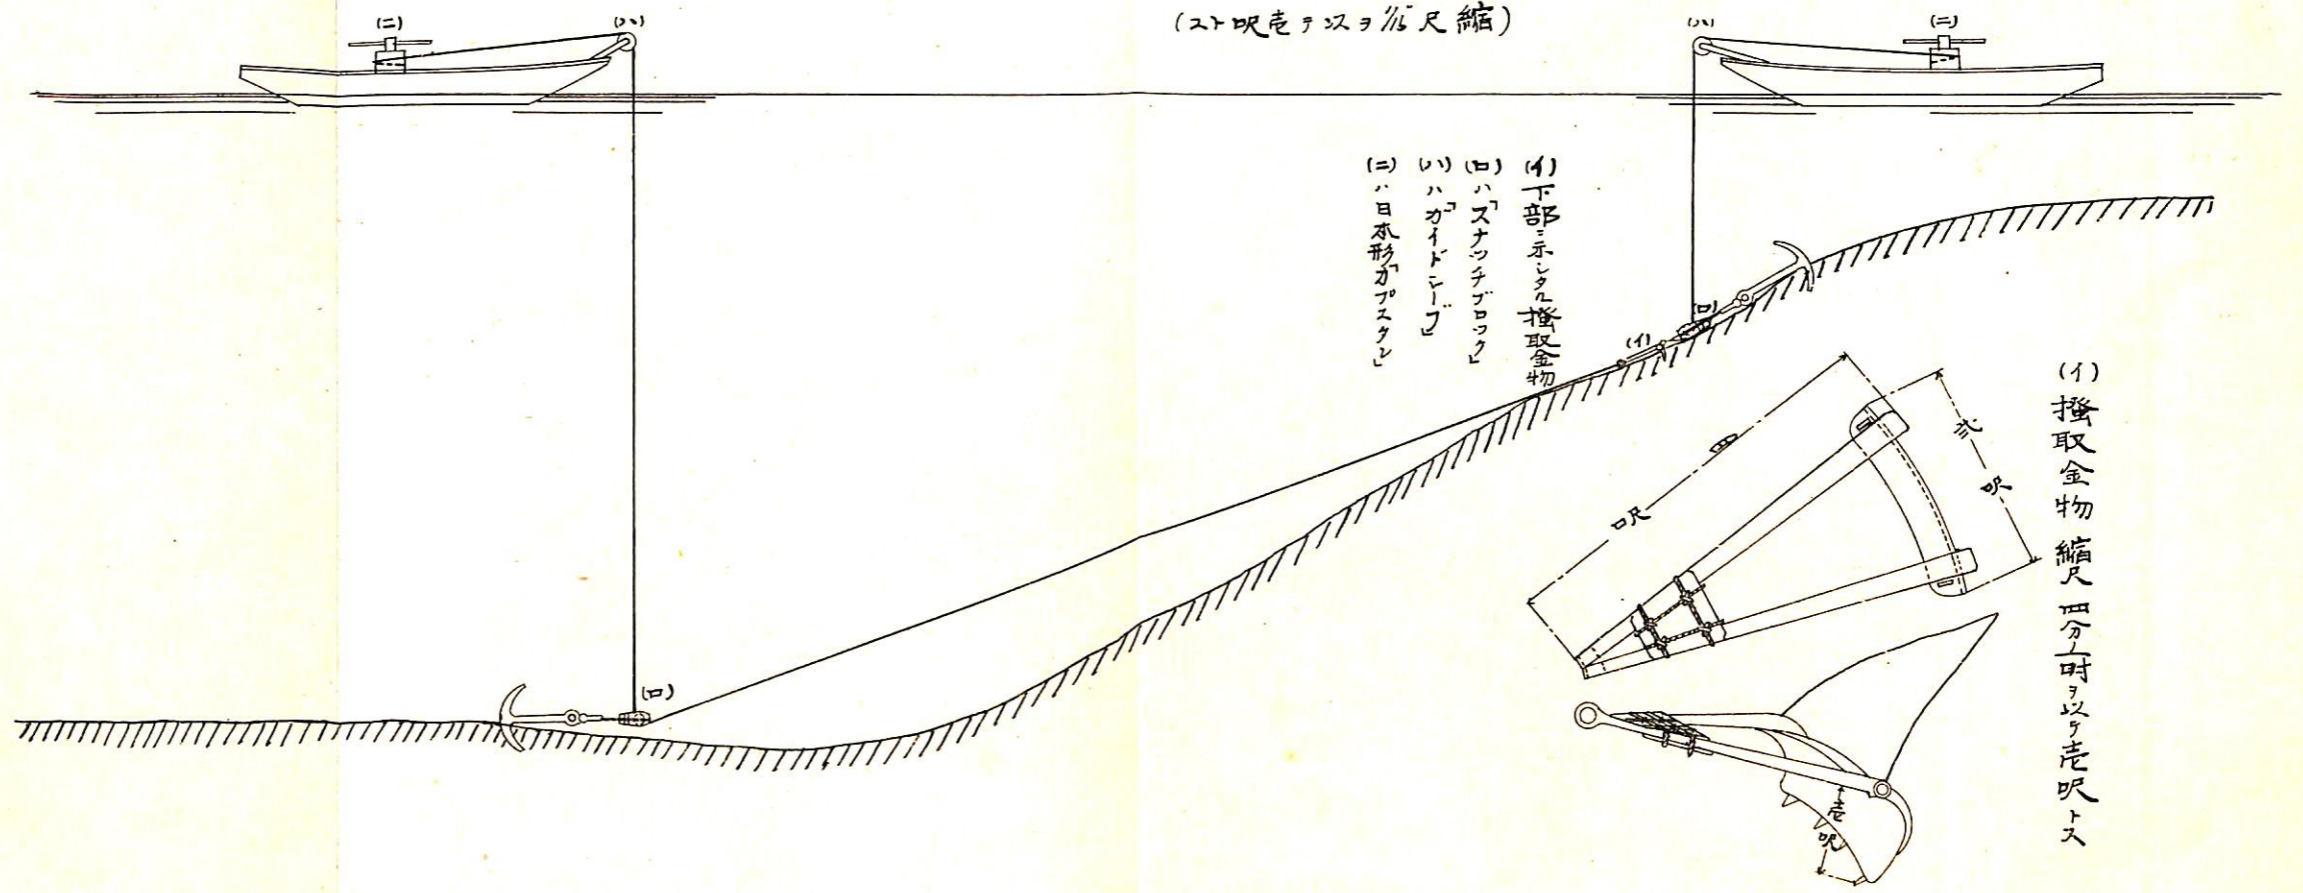 (縮尺 1/15 ヲ以テ壱呎トス)
(ニ)
(ハ)
(ハ)
(ニ)
(イ)下部ニ示シタル掻取金物
(ロ)ハ「スナッチブロック」
(ハ)ハ「ガイドシーブ」
(ニ)ハ日本形「カプスタン」
(ロ)
(イ)
(ロ)
(イ)掻取金物 縮尺 四分ノ一吋ヲ以テ壱呎トス
四呎
弐呎
壱呎